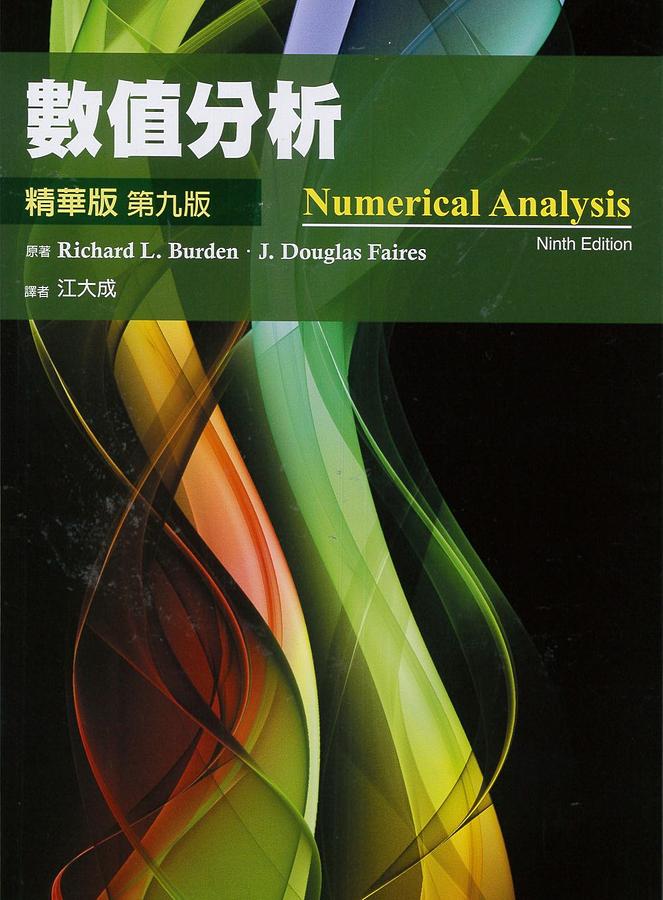 數值分析
精華版 第九版
Numerical Analysis
Ninth Edition
原著 Richard L. Burden · J. Douglas Faires
譯者 江大成